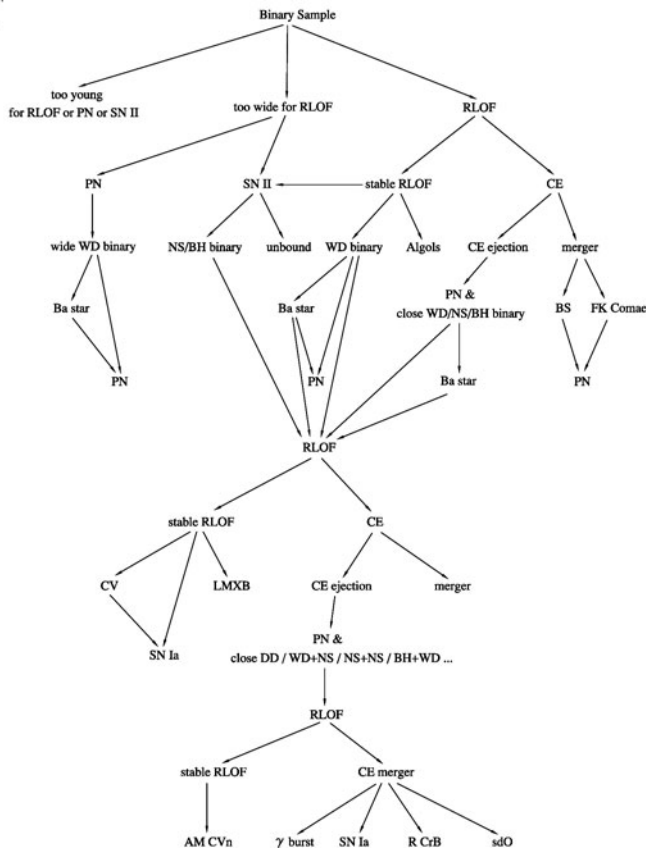 Binary Sample
too young
for RLOF or PN or SN II
too wide for RLOF
RLOF
PN
SN II
stable RLOF
CE
wide WD binary
NS/BH binary
unbound
WD binary
Algols
CE ejection
merger
Ba star
Ba star
PN &
close WD/NS/BH binary
BS
FK Comae
PN
PN
Ba star
PN
RLOF
stable RLOF
CE
CV
LMXB
CE ejection
merger
SN Ia
PN &
close DD / WD+NS / NS+NS / BH+WD ...
RLOF
stable RLOF
CE merger
AM CVn
γ burst
SN Ia
R CrB
sdO